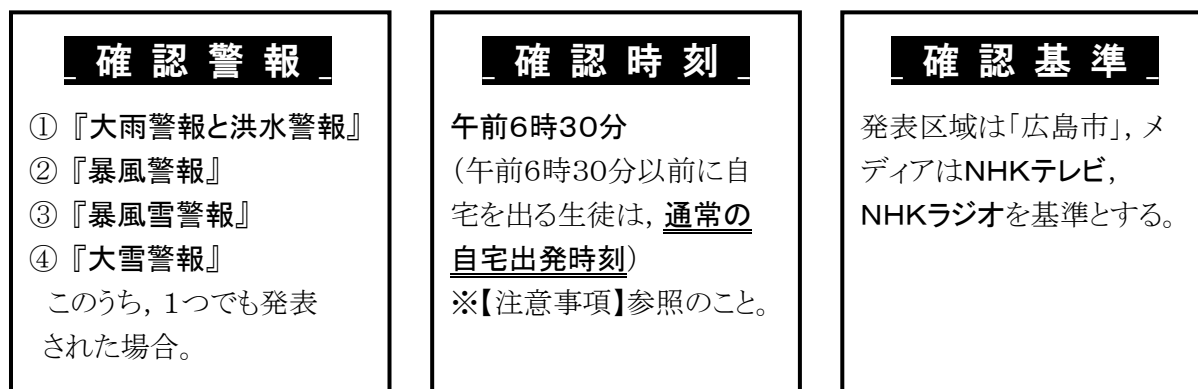 確認警報
①『大雨警報と洪水警報』
②『暴風警報』
③『暴風雪警報』
④『大雪警報』
このうち，1つでも発表
された場合。
確認時刻
午前6時30分
（午前6時30分以前に自
宅を出る生徒は，通常の
自宅出発時刻）
※【注意事項】参照のこと。
確認基準
発表区域は「広島市」，メ
ディアはNHKテレビ，
NHKラジオを基準とする。